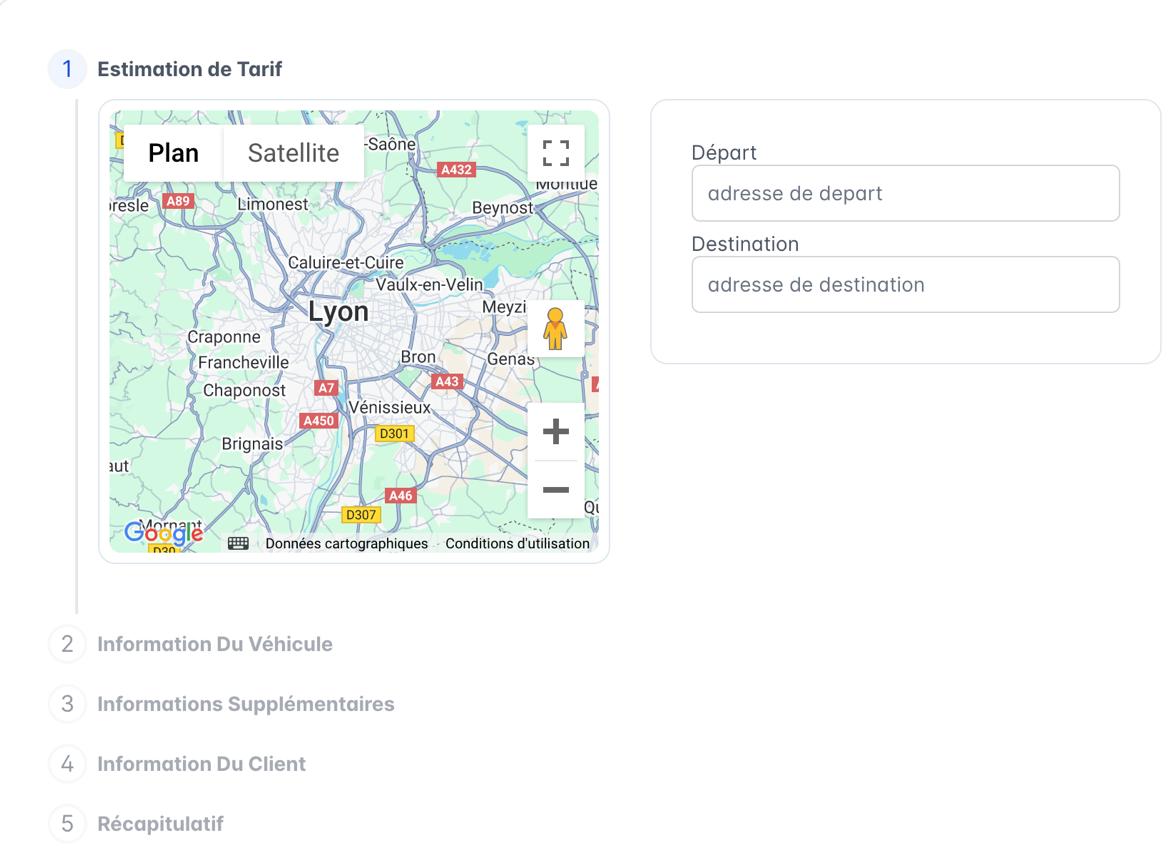 1 Estimation de Tarif
Plan Satellite
-Saône
A432
Montlue
A89
Limonest
Beynost
Caluire-et-Cuire
Vaulx-en-Velin
Lyon
Meyzi
Craponne
Bron
Genas
Francheville
A43
A7
Chaponost
Vénissieux
A450
D301
Brignais
A46
D307
Mornant
Google
D30
Données cartographiques
Conditions d'utilisation
Départ
adresse de depart
Destination
adresse de destination
2 Information Du Véhicule
3 Informations Supplémentaires
4 Information Du Client
5 Récapitulatif